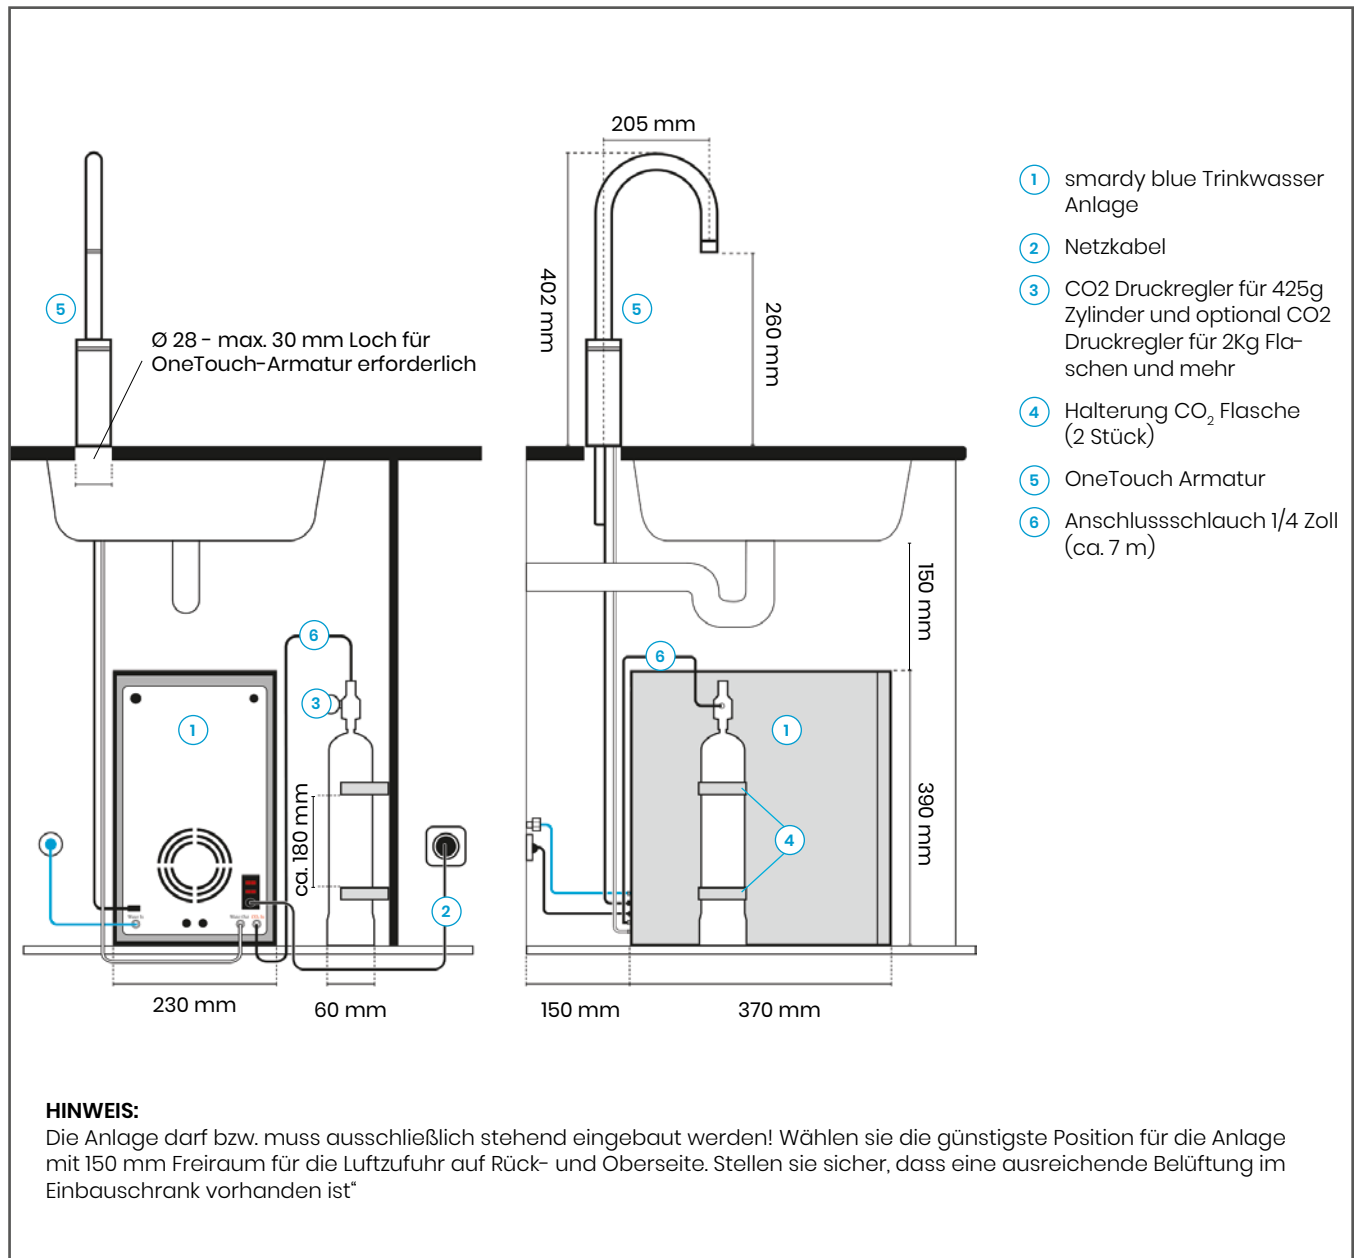 205 mm
402 mm
260 mm
5
5
Ø 28 - max. 30 mm Loch für
OneTouch-Armatur erforderlich
1 smardy blue Trinkwasser
Anlage
2 Netzkabel
3 CO2 Druckregler für 425g
Zylinder und optional CO2
Druckregler für 2Kg Fla-
schen und mehr
4 Halterung CO₂ Flasche
(2 Stück)
5 OneTouch Armatur
6 Anschlussschlauch 1/4 Zoll
(ca. 7 m)
150 mm
6
6
3
1
1
ca. 180 mm
390 mm
4
2
Water In
Water Out
CO2 In
230 mm
60 mm
150 mm
370 mm
HINWEIS:
Die Anlage darf bzw. muss ausschließlich stehend eingebaut werden! Wählen sie die günstigste Position für die Anlage
mit 150 mm Freiraum für die Luftzufuhr auf Rück- und Oberseite. Stellen sie sicher, dass eine ausreichende Belüftung im
Einbauschrank vorhanden ist“